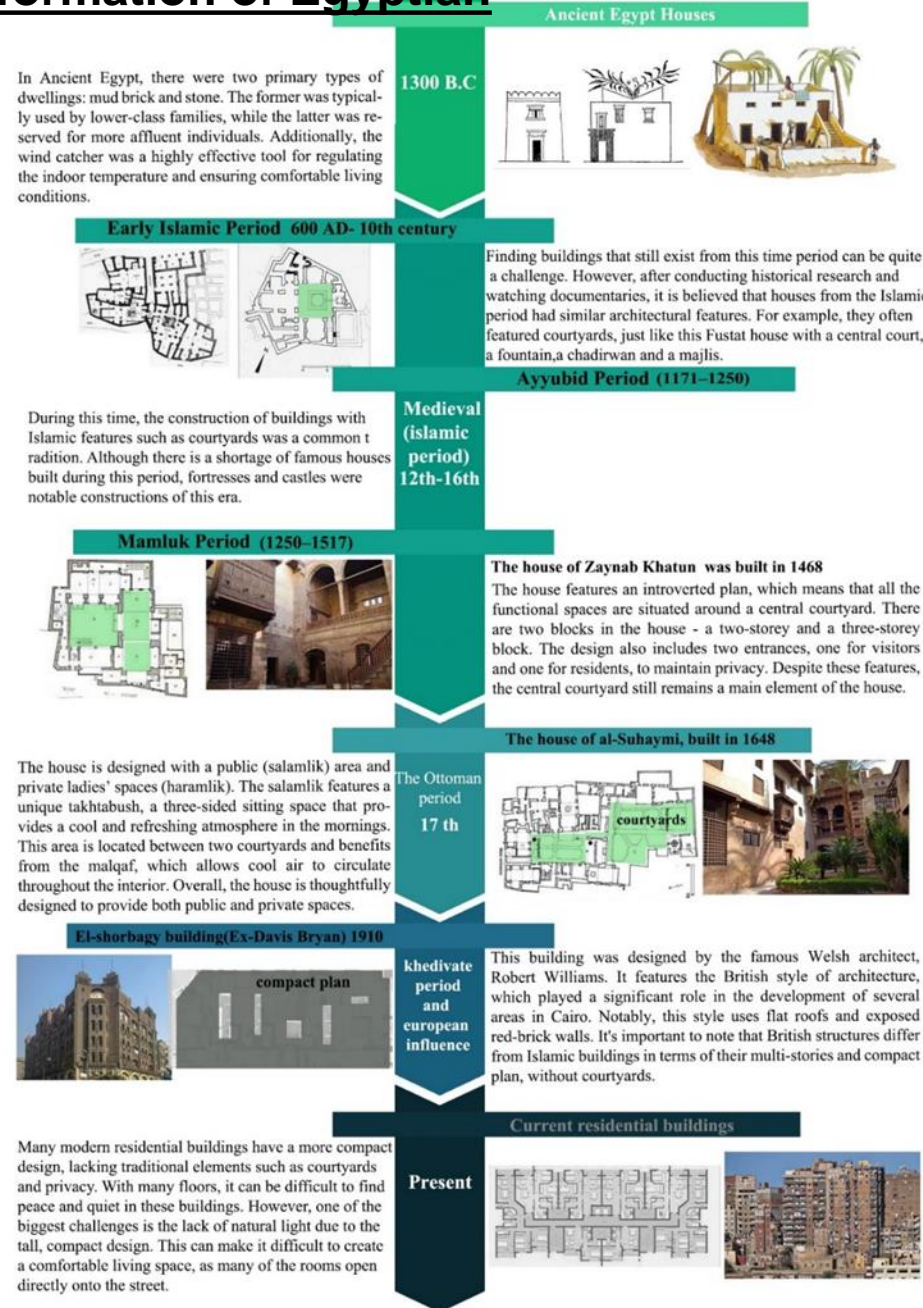 formation of Egyptian
Ancient Egypt Houses
1300 B.C
In Ancient Egypt, there were two primary types of
dwellings: mud brick and stone. The former was typical-
ly used by lower-class families, while the latter was re-
served for more affluent individuals. Additionally, the
wind catcher was a highly effective tool for regulating
the indoor temperature and ensuring comfortable living
conditions.
Early Islamic Period 600 AD- 10th century
Finding buildings that still exist from this time period can be quite
a challenge. However, after conducting historical research and
watching documentaries, it is believed that houses from the Islamic
period had similar architectural features. For example, they often
featured courtyards, just like this Fustat house with a central court,
a fountain,a chadirwan and a majlis.
Ayyubid Period (1171–1250)
Medieval
(islamic
period)
12th-16th
During this time, the construction of buildings with
Islamic features such as courtyards was a common t
radition. Although there is a shortage of famous houses
built during this period, fortresses and castles were
notable constructions of this era.
Mamluk Period (1250–1517)
The house of Zaynab Khatun was built in 1468
The house features an introverted plan, which means that all the
functional spaces are situated around a central courtyard. There
are two blocks in the house - a two-storey and a three-storey
block. The design also includes two entrances, one for visitors
and one for residents, to maintain privacy. Despite these features,
the central courtyard still remains a main element of the house.
The house of al-Suhaymi, built in 1648
The Ottoman
period
17 th
The house is designed with a public (salamlik) area and
private ladies' spaces (haramlik). The salamlik features a
unique takhtabush, a three-sided sitting space that pro-
vides a cool and refreshing atmosphere in the mornings.
This area is located between two courtyards and benefits
from the malqaf, which allows cool air to circulate
throughout the interior. Overall, the house is thoughtfully
designed to provide both public and private spaces.
courtyards
El-shorbagy building(Ex-Davis Bryan) 1910
compact plan
khedivate
period
and
european
influence
This building was designed by the famous Welsh architect,
Robert Williams. It features the British style of architecture,
which played a significant role in the development of several
areas in Cairo. Notably, this style uses flat roofs and exposed
red-brick walls. It's important to note that British structures differ
from Islamic buildings in terms of their multi-stories and compact
plan, without courtyards.
Current residential buildings
Present
Many modern residential buildings have a more compact
design, lacking traditional elements such as courtyards
and privacy. With many floors, it can be difficult to find
peace and quiet in these buildings. However, one of the
biggest challenges is the lack of natural light due to the
tall, compact design. This can make it difficult to create
a comfortable living space, as many of the rooms open
directly onto the street.